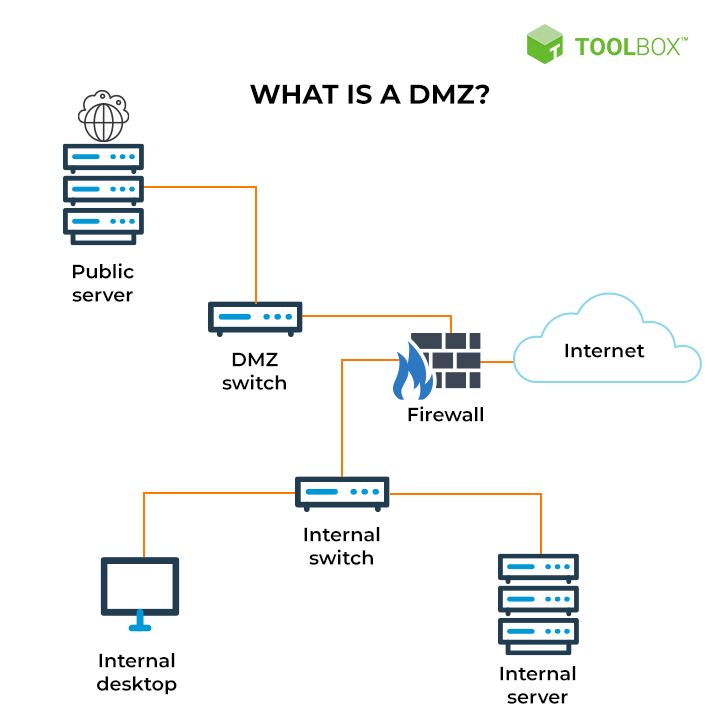 TOOLBOX™
WHAT IS A DMZ?
Public
server
DMZ
switch
Internet
Firewall
Internal
switch
Internal
desktop
Internal
server